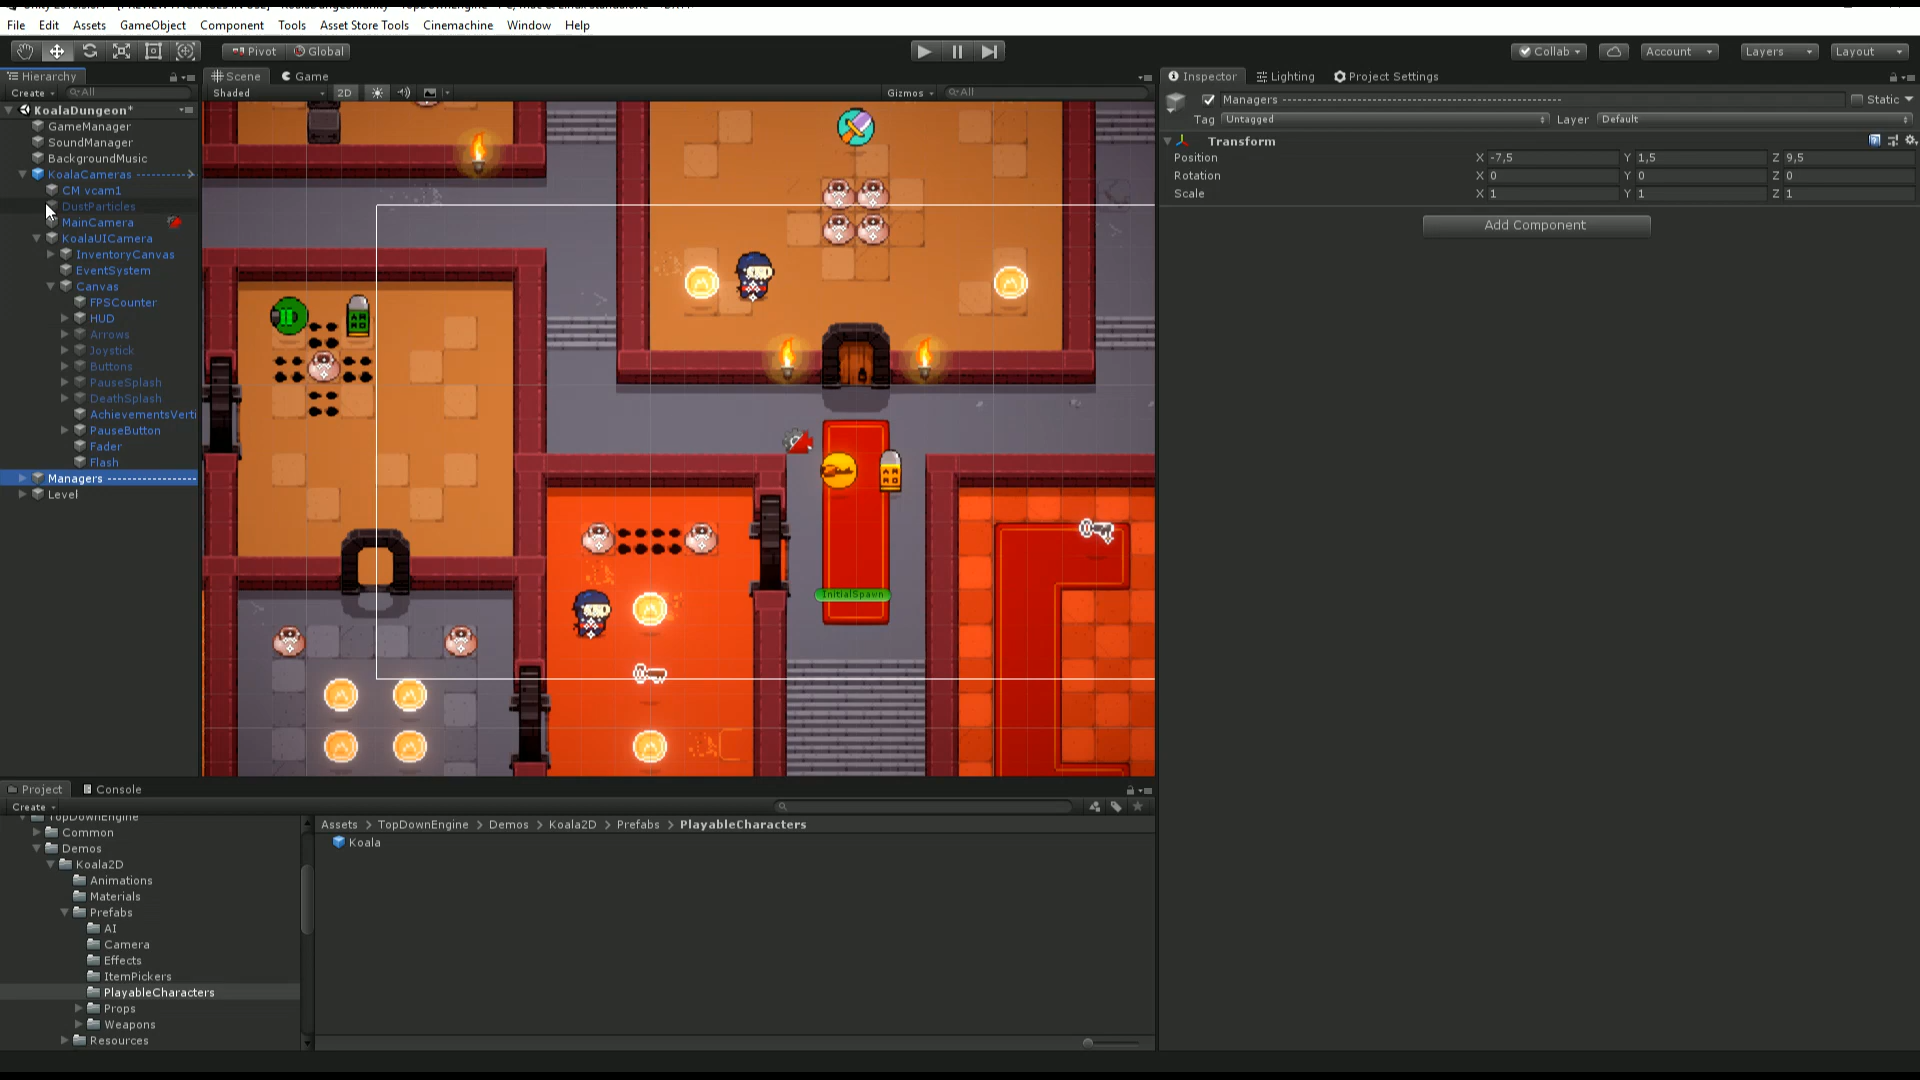 File Edit Assets GameObject Component Tools Asset Store Tools Cinemachine Window Help
Pivot Global Collab Account Layers Layout
Hierarchy Scene Game Inspector Lighting Project Settings
Create All Shaded 2D Gizmos All
KoalaDungeon*
GameManager
SoundManager
BackgroundMusic
KoalaCameras
CM vcam1
DustParticles
MainCamera
KoalaUICamera
InventoryCanvas
EventSystem
Canvas
FPSCounter
HUD
Arrows
Joystick
Buttons
PauseSplash
DeathSplash
AchievementsVerti
PauseButton
Fader
Flash
Managers
Level
InitialSpawn
Managers Static
Tag Untagged Layer Default
Transform
Position X -7,5 Y 1,5 Z 9,5
Rotation X 0 Y 0 Z 0
Scale X 1 Y 1 Z 1
Add Component
Project Console
Create
TopDownEngine
Common
Demos
Koala2D
Animations
Materials
Prefabs
AI
Camera
Effects
ItemPickers
PlayableCharacters
Props
Weapons
Resources
Assets > TopDownEngine > Demos > Koala2D > Prefabs > PlayableCharacters
Koala